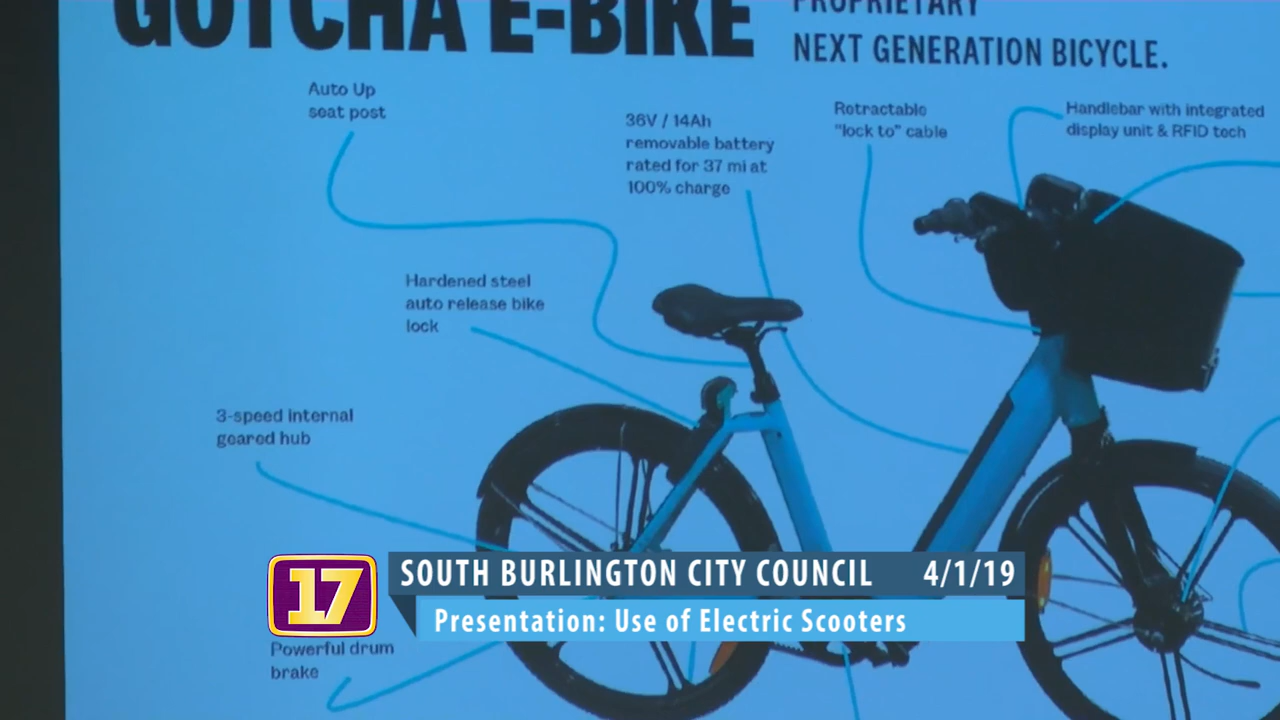 GOTCHA E-BIKE
PROPRIETARY
NEXT GENERATION BICYCLE.
Auto Up
seat post
36V / 14Ah
removable battery
rated for 37 mi at
100% charge
Retractable
"lock to" cable
Handlebar with integrated
display unit & RFID tech
Hardened steel
auto release bike
lock
3-speed internal
geared hub
17
SOUTH BURLINGTON CITY COUNCIL 4/1/19
Presentation: Use of Electric Scooters
Powerful drum
brake